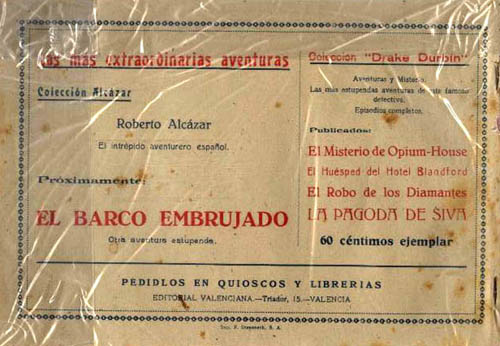 Las mas extraordinarias aventuras
Colección Alcázar
Roberto Alcázar
El intrépido aventurero español.
Próximamente:
EL BARCO EMBRUJADO
Otra aventura estupenda.
Colección "Drake Durbin"
Aventuras y Misterio.
Las mas estupendas aventuras de este famoso
detective.
Episodios completos.
Publicados:
El Misterio de Opium-House
El Huésped del Hotel Blandford
El Robo de los Diamantes
LA PAGODA DE SIVA
60 céntimos ejemplar
PEDIDLOS EN QUIOSCOS Y LIBRERIAS
EDITORIAL VALENCIANA.—Triador, 15.—VALENCIA
S. A.